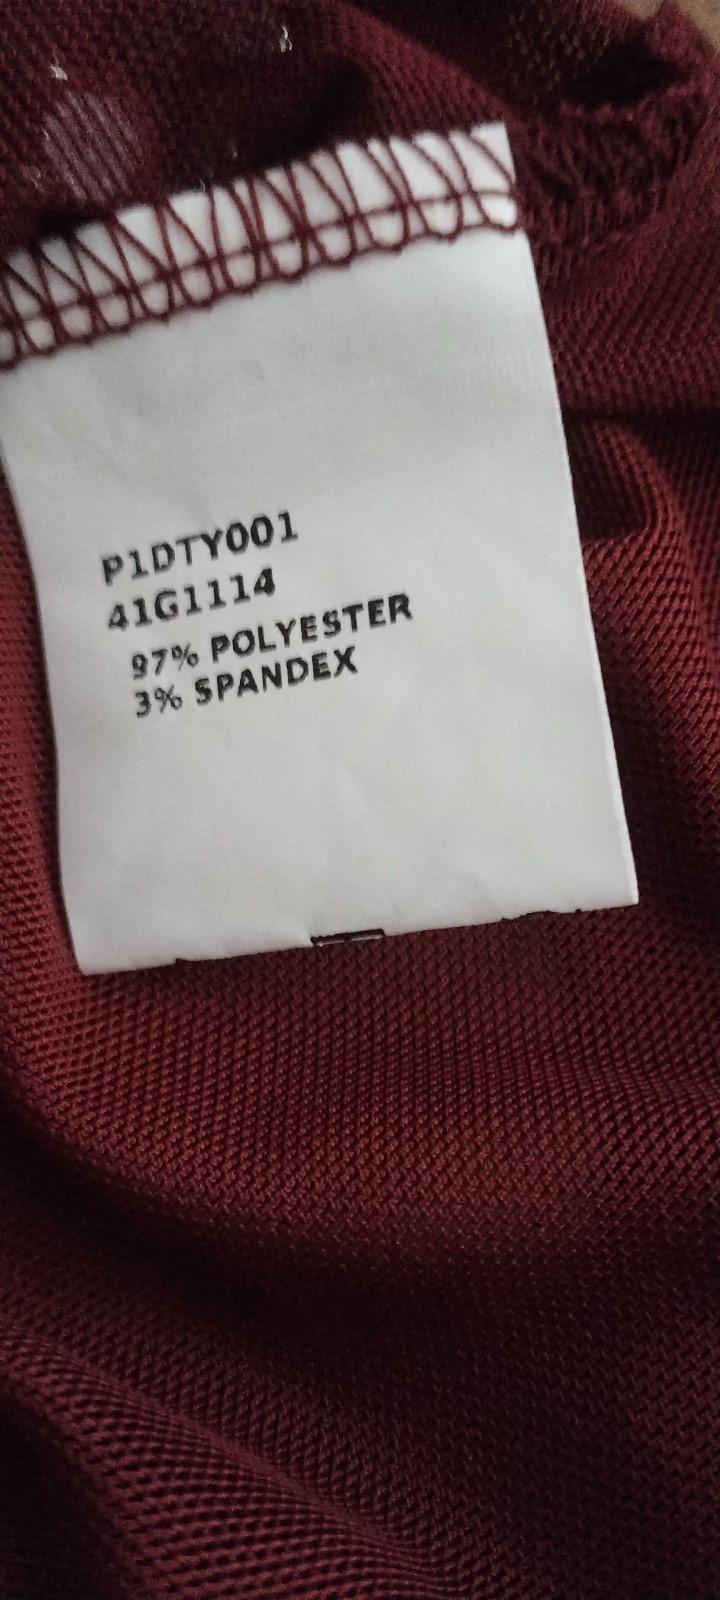 P1DTY001
41G1114
97% POLYESTER
3% SPANDEX